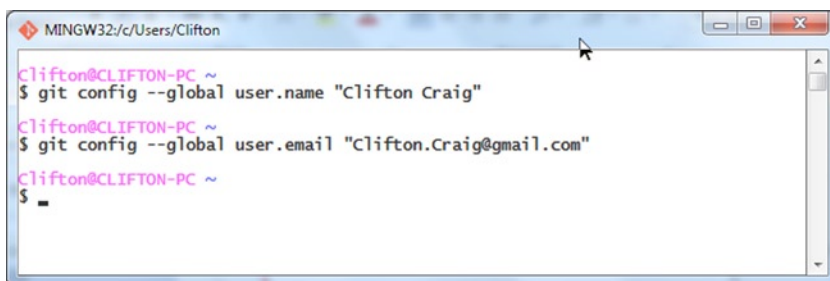 MINGW32:/c/Users/Clifton
Clifton@CLIFTON-PC ~
$ git config --global user.name "Clifton Craig"
Clifton@CLIFTON-PC ~
$ git config --global user.email "Clifton.Craig@gmail.com"
Clifton@CLIFTON-PC ~
$